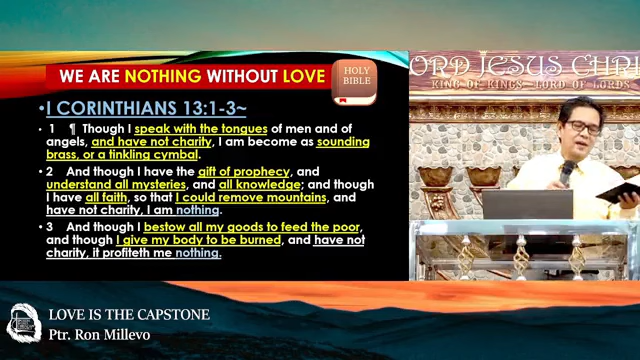 WE ARE NOTHING WITHOUT LOVE
HOLY
BIBLE
•I CORINTHIANS 13:1-3~
• 1 ¶ Though I speak with the tongues of men and of
angels, and have not charity, I am become as sounding
brass, or a tinkling cymbal.
•2 And though I have the gift of prophecy, and
understand all mysteries, and all knowledge; and though
I have all faith, so that I could remove mountains, and
have not charity, I am nothing.
•3 And though I bestow all my goods to feed the poor,
and though I give my body to be burned, and have not
charity, it profiteth me nothing.
ORD JESUS CHRI
KING OF KINGS - LORD OF LORDS
LOVE IS THE CAPSTONE
Ptr. Ron Millevo